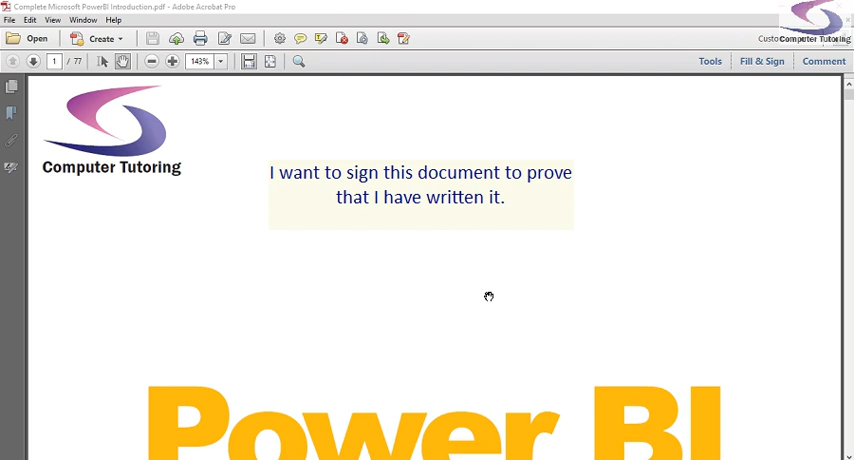 Complete Microsoft PowerBI Introduction.pdf - Adobe Acrobat Pro
File Edit View Window Help
Open Create
Custo
Computer Tutoring
1 / 77 143% Tools Fill & Sign Comment
Computer Tutoring
I want to sign this document to prove
that I have written it.
Power BI